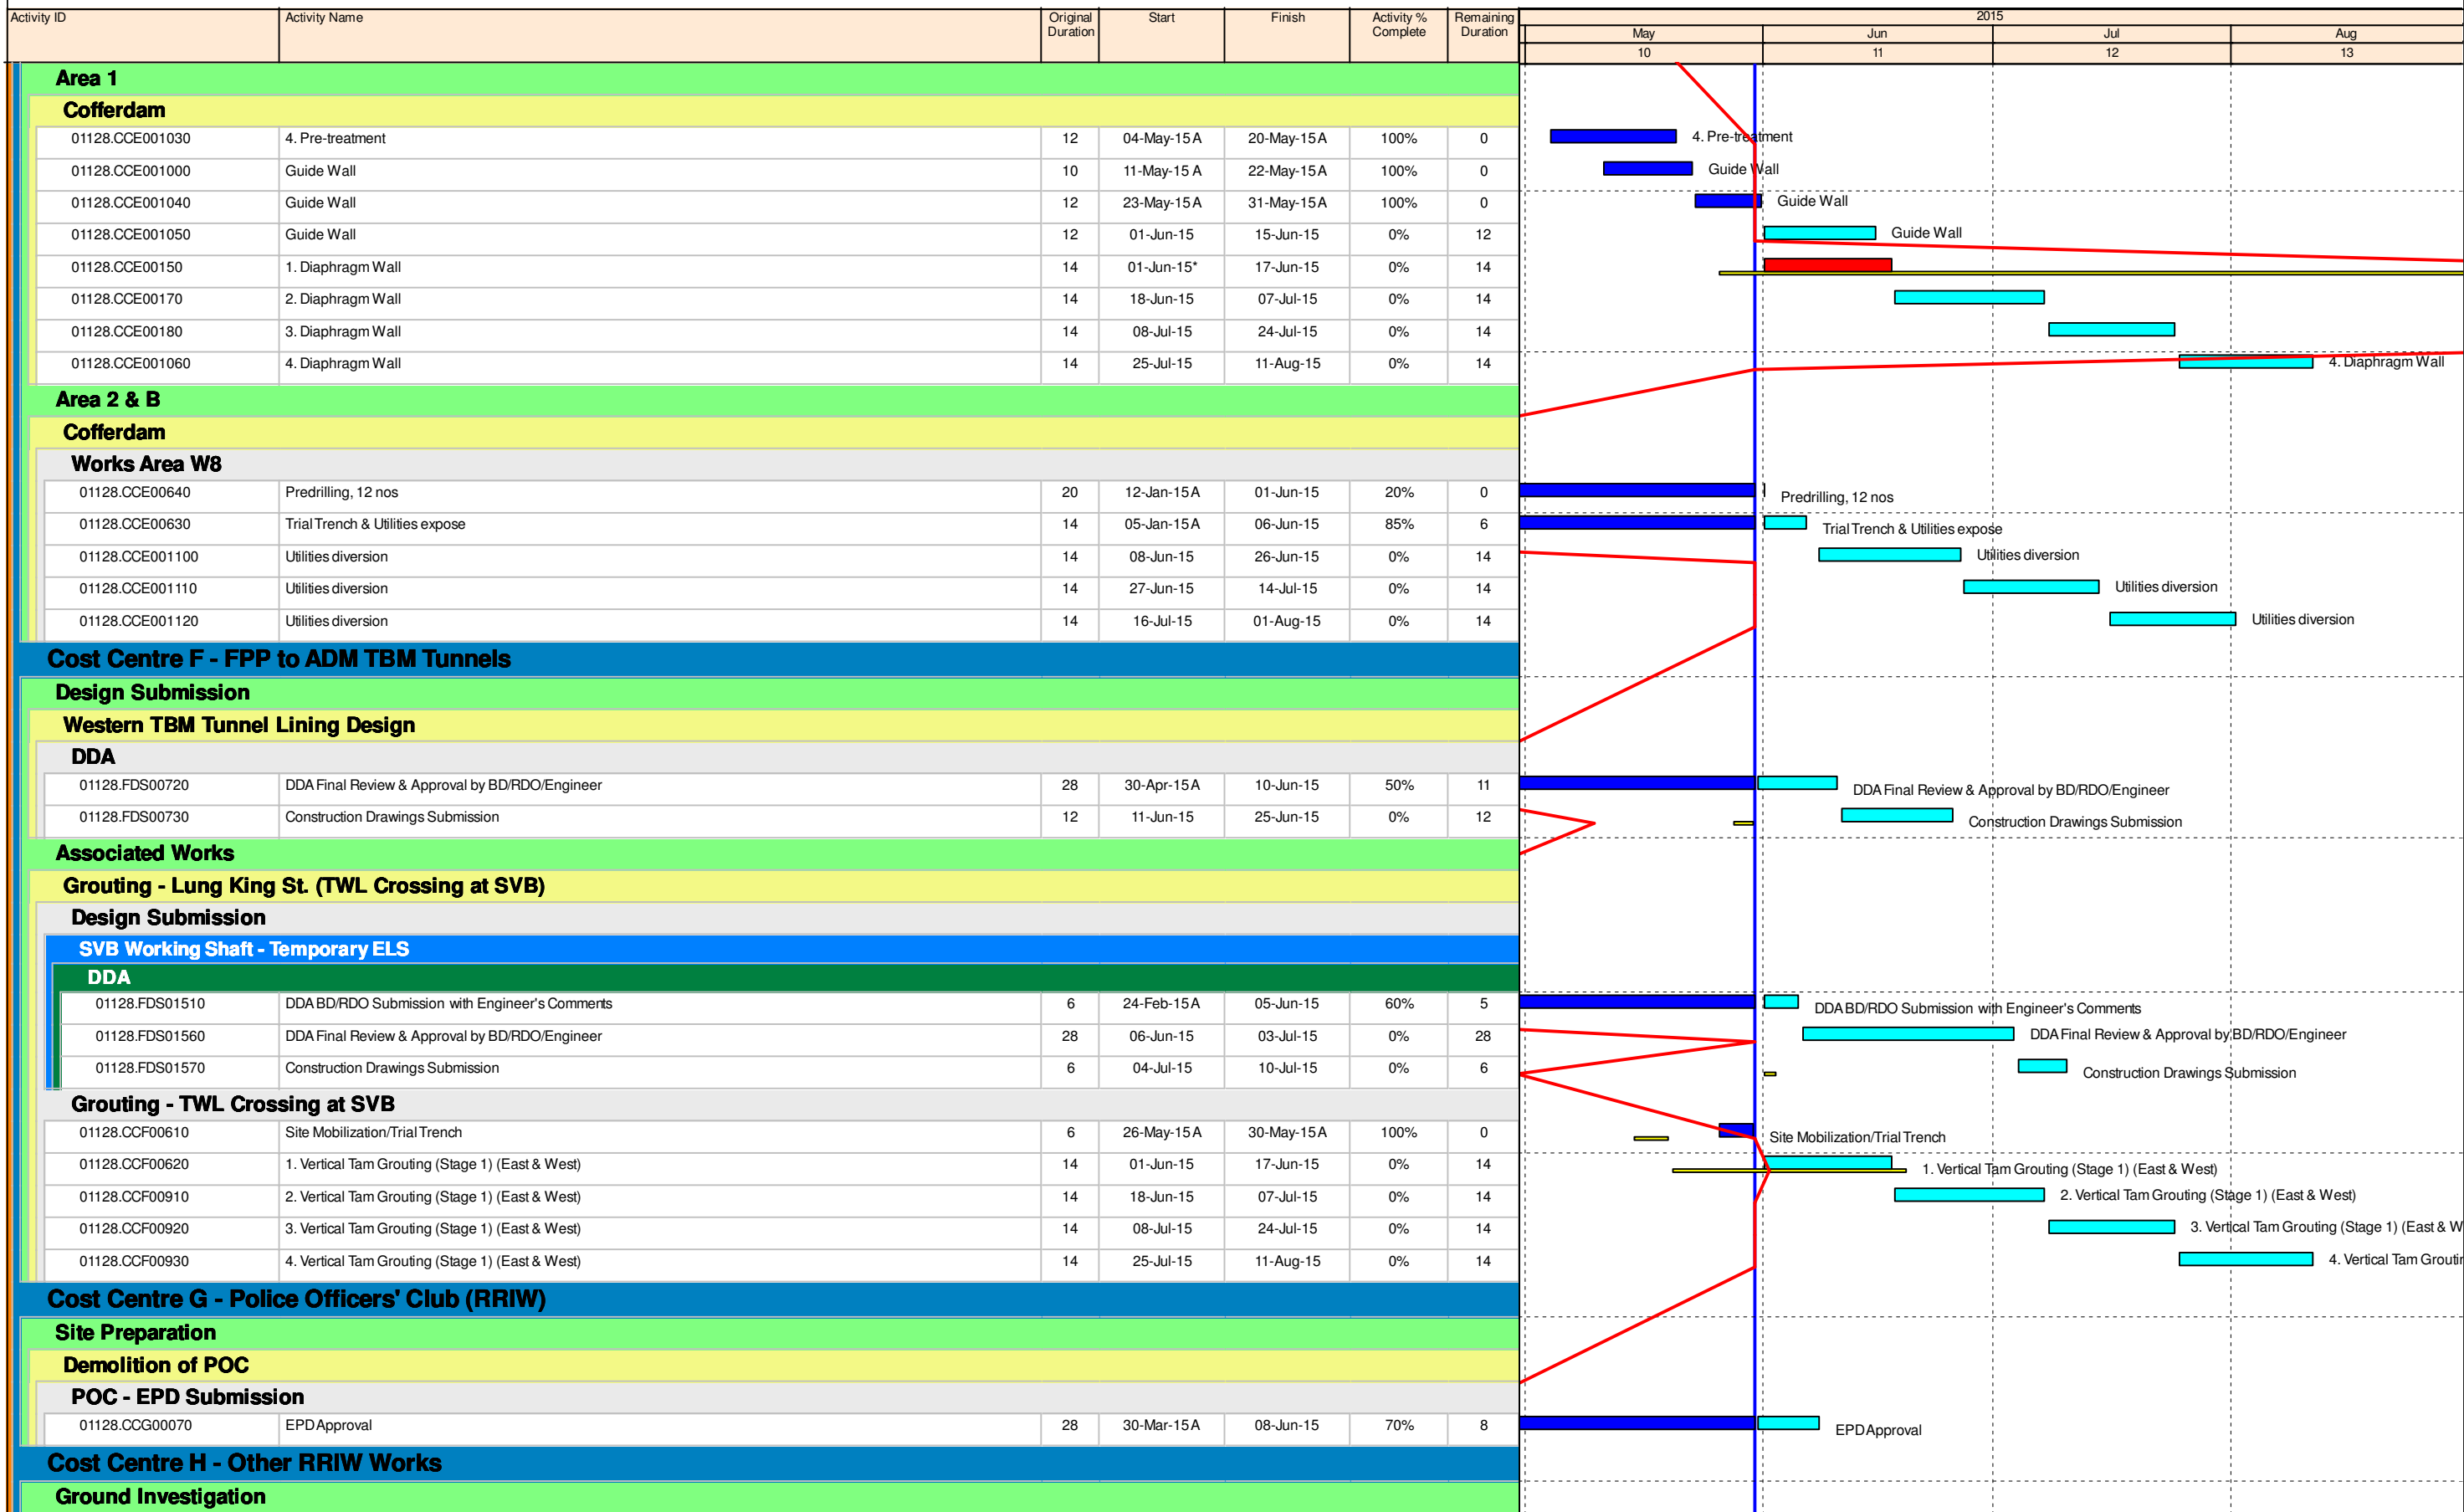 Activity ID Activity Name Original Duration Start Finish Activity % Complete Remaining Duration 2015
May Jun Jul Aug
10 11 12 13
Area 1
Cofferdam
01128.CCE001030 4. Pre-treatment 12 04-May-15 A 20-May-15 A 100% 0 4. Pre-treatment
01128.CCE001000 Guide Wall 10 11-May-15 A 22-May-15 A 100% 0 Guide Wall
01128.CCE001040 Guide Wall 12 23-May-15 A 31-May-15 A 100% 0 Guide Wall
01128.CCE001050 Guide Wall 12 01-Jun-15 15-Jun-15 0% 12 Guide Wall
01128.CCE00150 1. Diaphragm Wall 14 01-Jun-15* 17-Jun-15 0% 14
01128.CCE00170 2. Diaphragm Wall 14 18-Jun-15 07-Jul-15 0% 14
01128.CCE00180 3. Diaphragm Wall 14 08-Jul-15 24-Jul-15 0% 14
01128.CCE001060 4. Diaphragm Wall 14 25-Jul-15 11-Aug-15 0% 14 4. Diaphragm Wall
Area 2 & B
Cofferdam
Works Area W8
01128.CCE00640 Predrilling, 12 nos 20 12-Jan-15 A 01-Jun-15 20% 0 Predrilling, 12 nos
01128.CCE00630 Trial Trench & Utilities expose 14 05-Jan-15 A 06-Jun-15 85% 6 Trial Trench & Utilities expose
01128.CCE001100 Utilities diversion 14 08-Jun-15 26-Jun-15 0% 14 Utilities diversion
01128.CCE001110 Utilities diversion 14 27-Jun-15 14-Jul-15 0% 14 Utilities diversion
01128.CCE001120 Utilities diversion 14 16-Jul-15 01-Aug-15 0% 14 Utilities diversion
Cost Centre F - FPP to ADM TBM Tunnels
Design Submission
Western TBM Tunnel Lining Design
DDA
01128.FDS00720 DDA Final Review & Approval by BD/RDO/Engineer 28 30-Apr-15 A 10-Jun-15 50% 11 DDA Final Review & Approval by BD/RDO/Engineer
01128.FDS00730 Construction Drawings Submission 12 11-Jun-15 25-Jun-15 0% 12 Construction Drawings Submission
Associated Works
Grouting - Lung King St. (TWL Crossing at SVB)
Design Submission
SVB Working Shaft - Temporary ELS
DDA
01128.FDS01510 DDA BD/RDO Submission with Engineer's Comments 6 24-Feb-15 A 05-Jun-15 60% 5 DDA BD/RDO Submission with Engineer's Comments
01128.FDS01560 DDA Final Review & Approval by BD/RDO/Engineer 28 06-Jun-15 03-Jul-15 0% 28 DDA Final Review & Approval by BD/RDO/Engineer
01128.FDS01570 Construction Drawings Submission 6 04-Jul-15 10-Jul-15 0% 6 Construction Drawings Submission
Grouting - TWL Crossing at SVB
01128.CCF00610 Site Mobilization/Trial Trench 6 26-May-15 A 30-May-15 A 100% 0 Site Mobilization/Trial Trench
01128.CCF00620 1. Vertical Tam Grouting (Stage 1) (East & West) 14 01-Jun-15 17-Jun-15 0% 14 1. Vertical Tam Grouting (Stage 1) (East & West)
01128.CCF00910 2. Vertical Tam Grouting (Stage 1) (East & West) 14 18-Jun-15 07-Jul-15 0% 14 2. Vertical Tam Grouting (Stage 1) (East & West)
01128.CCF00920 3. Vertical Tam Grouting (Stage 1) (East & West) 14 08-Jul-15 24-Jul-15 0% 14 3. Vertical Tam Grouting (Stage 1) (East & W
01128.CCF00930 4. Vertical Tam Grouting (Stage 1) (East & West) 14 25-Jul-15 11-Aug-15 0% 14 4. Vertical Tam Groutin
Cost Centre G - Police Officers' Club (RRIW)
Site Preparation
Demolition of POC
POC - EPD Submission
01128.CCG00070 EPD Approval 28 30-Mar-15 A 08-Jun-15 70% 8 EPD Approval
Cost Centre H - Other RRIW Works
Ground Investigation